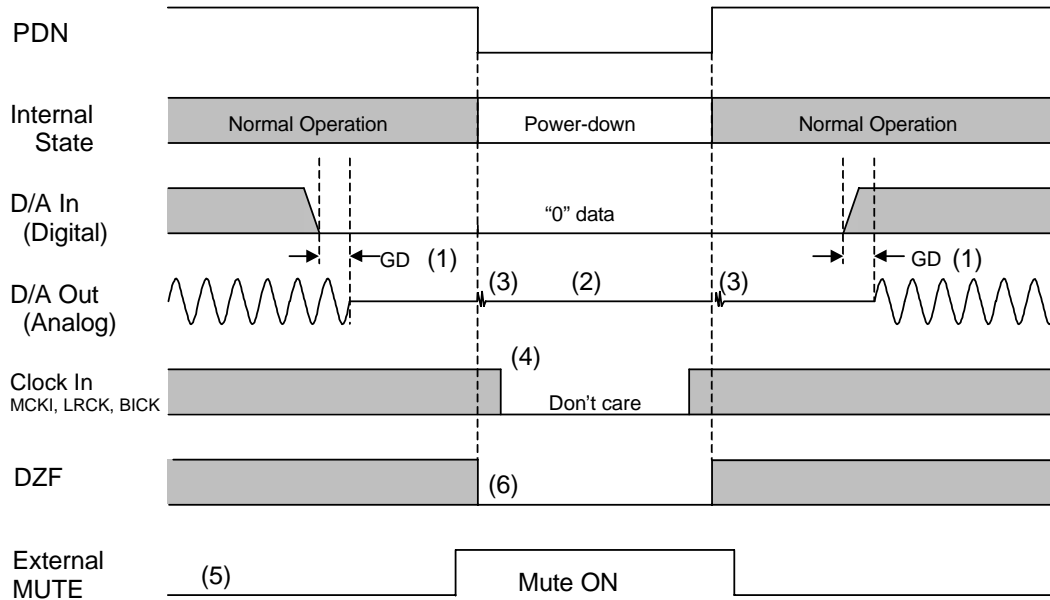 PDN
Internal
State
Normal Operation
Power-down
Normal Operation
D/A In
(Digital)
“0” data
GD (1)
GD (1)
D/A Out
(Analog)
(3)
(2)
(3)
Clock In
MCKI, LRCK, BICK
(4)
Don’t care
DZF
(6)
External
MUTE
(5)
Mute ON